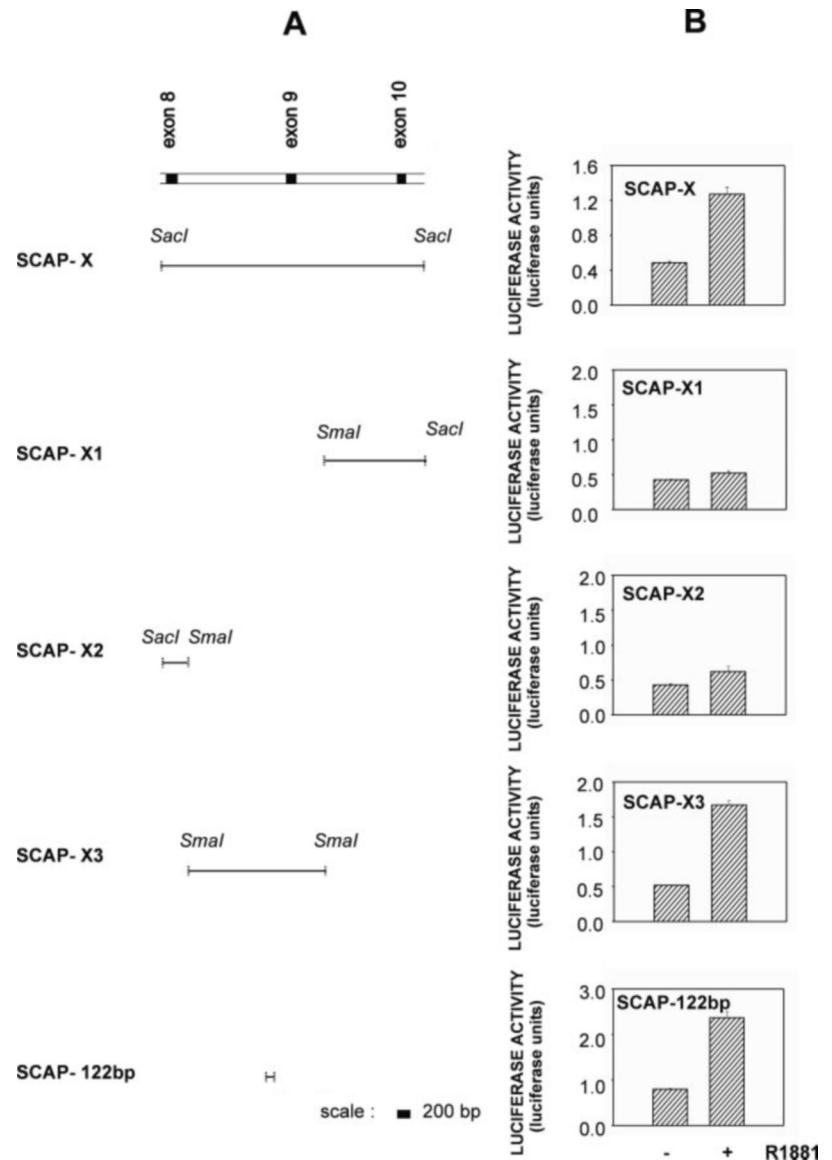 A
B
exon 8
exon 9
exon 10
SCAP- X
SacI
SacI
LUCIFERASE ACTIVITY
(luciferase units)
SCAP-X
1.6
1.2
0.8
0.4
0.0
SCAP- X1
SmaI
SacI
LUCIFERASE ACTIVITY
(luciferase units)
SCAP-X1
2.0
1.5
1.0
0.5
0.0
SCAP- X2
SacI SmaI
LUCIFERASE ACTIVITY
(luciferase units)
SCAP-X2
2.0
1.5
1.0
0.5
0.0
SCAP- X3
SmaI
SmaI
LUCIFERASE ACTIVITY
(luciferase units)
SCAP-X3
2.0
1.5
1.0
0.5
0.0
SCAP- 122bp
scale : 200 bp
LUCIFERASE ACTIVITY
(luciferase units)
SCAP-122bp
3.0
2.0
1.0
0.0
- + R1881